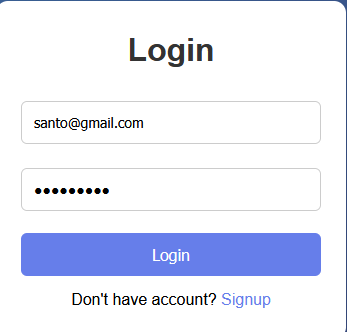 Login
santo@gmail.com
•••••••••
Login
Don't have account? Signup